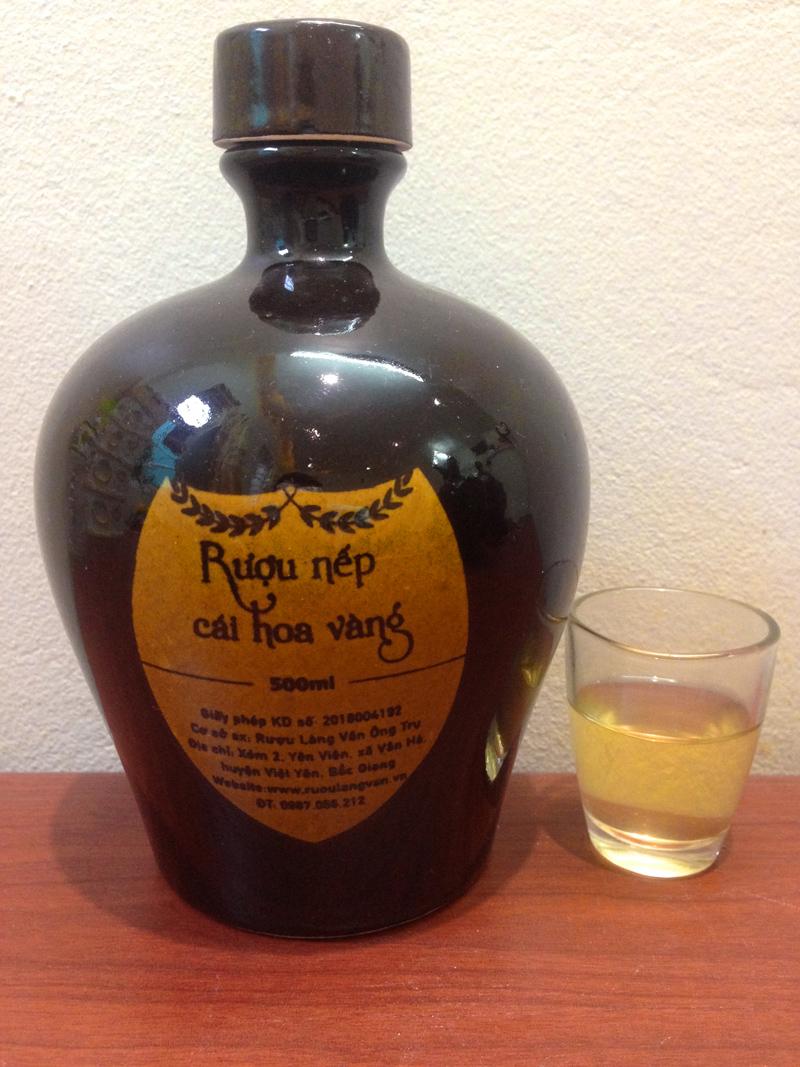 Rượu nếp
cái hoa vàng
500ml
Giấy phép KD số: 2018004192
Cơ sở sx: Rượu Làng Vân Ông Trụ
Địa chỉ: Xóm 2, Yên Viên, xã Vân Hà,
huyện Việt Yên, Bắc Giang
Website:www.ruoulangvan.vn
ĐT: 0987.056.212